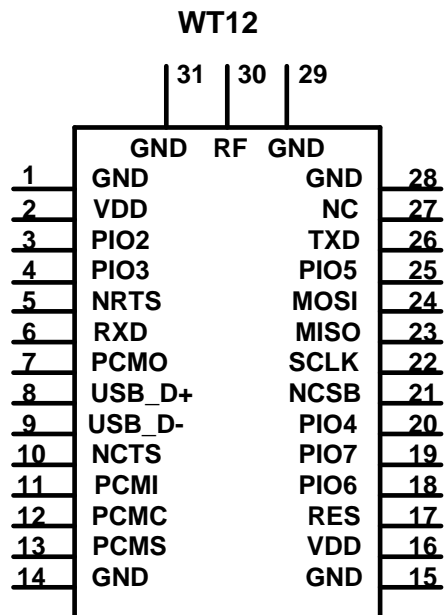 WT12
31 30 29
GND RF GND
1 GND GND 28
2 VDD NC 27
3 PIO2 TXD 26
4 PIO3 PIO5 25
5 NRTS MOSI 24
6 RXD MISO 23
7 PCMO SCLK 22
8 USB_D+ NCSB 21
9 USB_D- PIO4 20
10 NCTS PIO7 19
11 PCMI PIO6 18
12 PCMC RES 17
13 PCMS VDD 16
14 GND GND 15